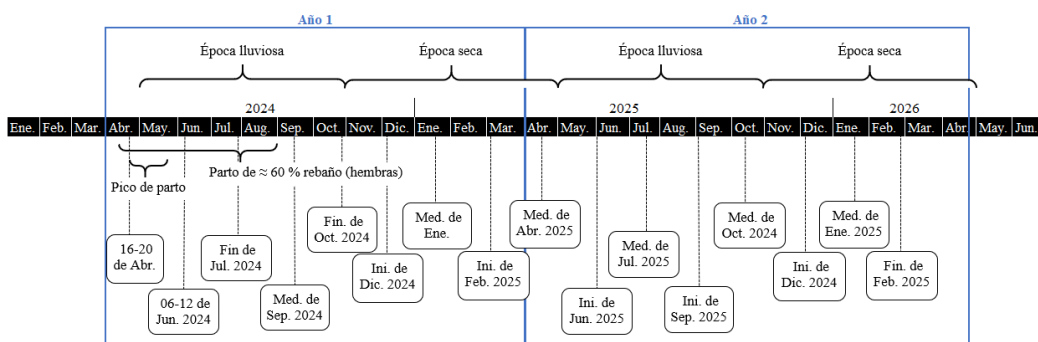 Año 1
Año 2
Época lluviosa
Época seca
Época lluviosa
Época seca
2024
2025
2026
Ene. Feb. Mar. Abr. May. Jun. Jul. Aug. Sep. Oct. Nov. Dic. Ene. Feb. Mar. Abr. May. Jun. Jul. Aug. Sep. Oct. Nov. Dic. Ene. Feb. Mar. Abr. May. Jun.
Pico de parto
Parto de ≈ 60 % rebaño (hembras)
16-20
de Abr.
06-12 de
Jun. 2024
Fin de
Jul. 2024
Med. de
Sep. 2024
Fin. de
Oct. 2024
Ini. de
Dic. 2024
Med. de
Ene.
Ini. de
Feb. 2025
Med. de
Abr. 2025
Ini. de
Jun. 2025
Med. de
Jul. 2025
Ini. de
Sep. 2025
Med. de
Oct. 2024
Ini. de
Dic. 2024
Med. de
Ene. 2025
Fin. de
Feb. 2025